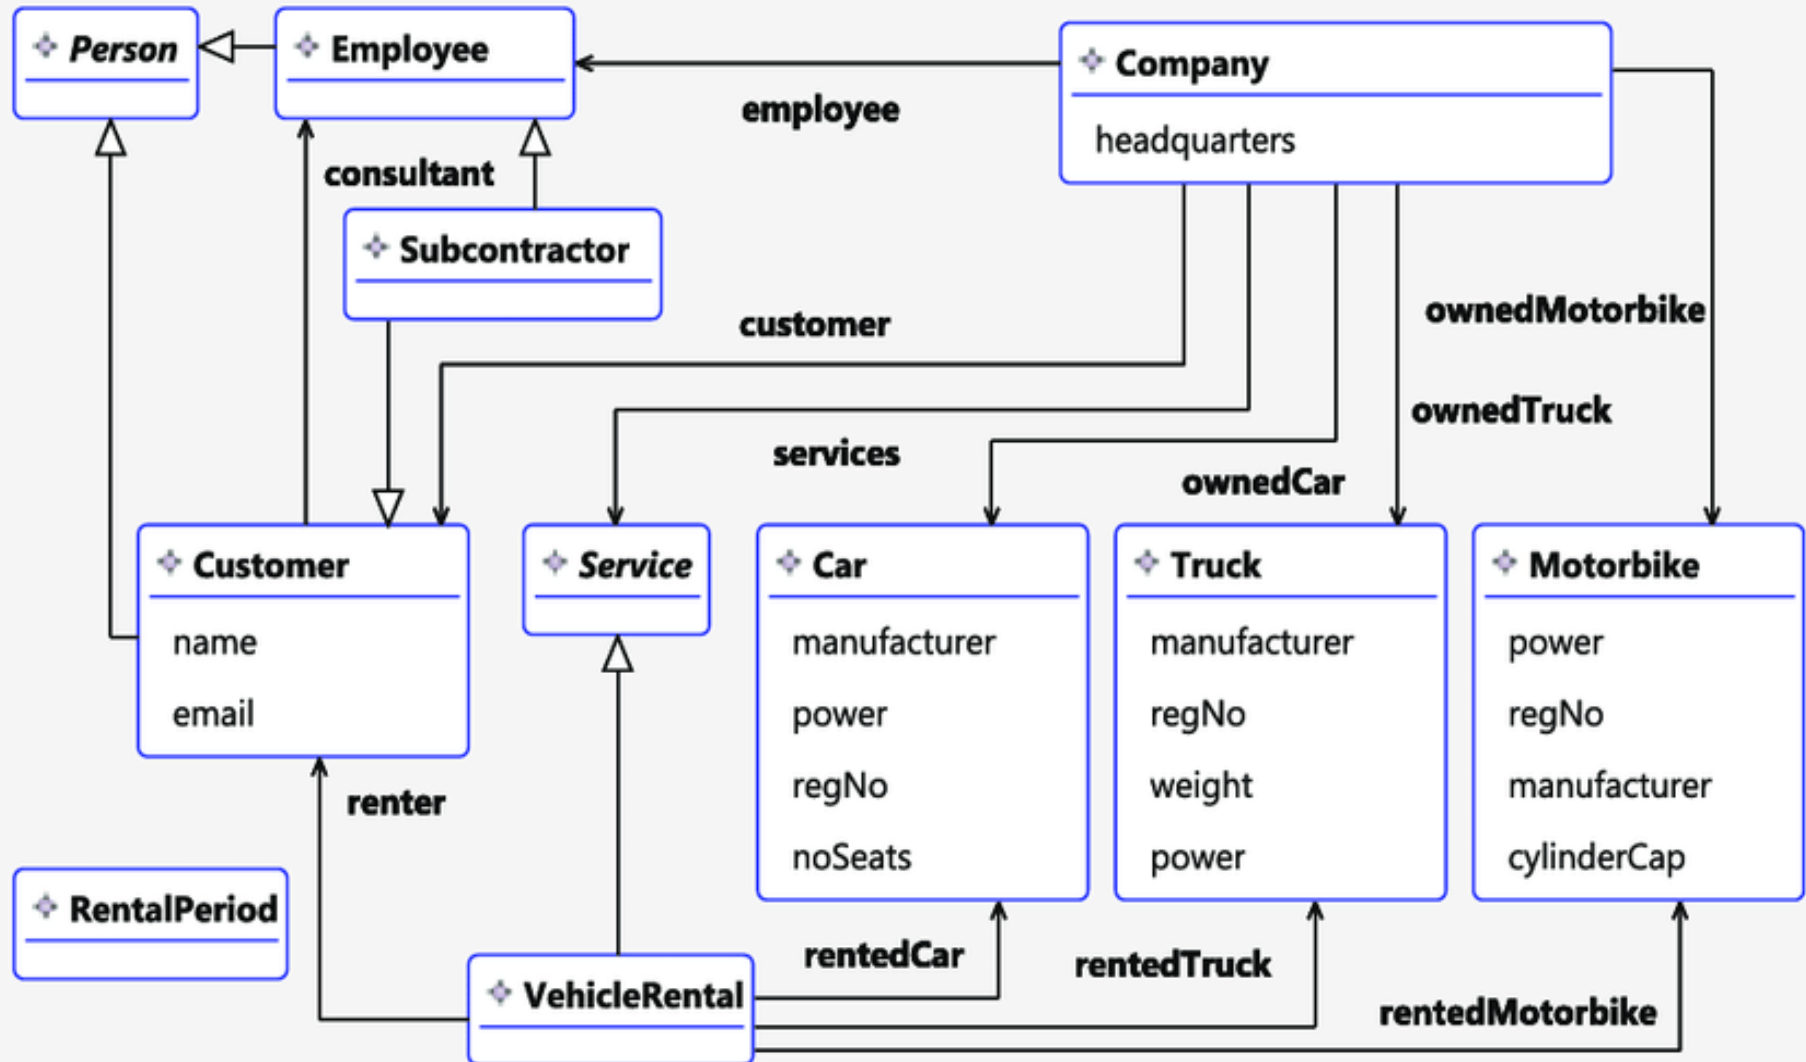 Person
Employee
Company
headquarters
employee
consultant
Subcontractor
customer
ownedMotorbike
ownedTruck
services
ownedCar
Customer
name
email
Service
Car
manufacturer
power
regNo
noSeats
Truck
manufacturer
regNo
weight
power
Motorbike
power
regNo
manufacturer
cylinderCap
renter
RentalPeriod
VehicleRental
rentedCar
rentedTruck
rentedMotorbike